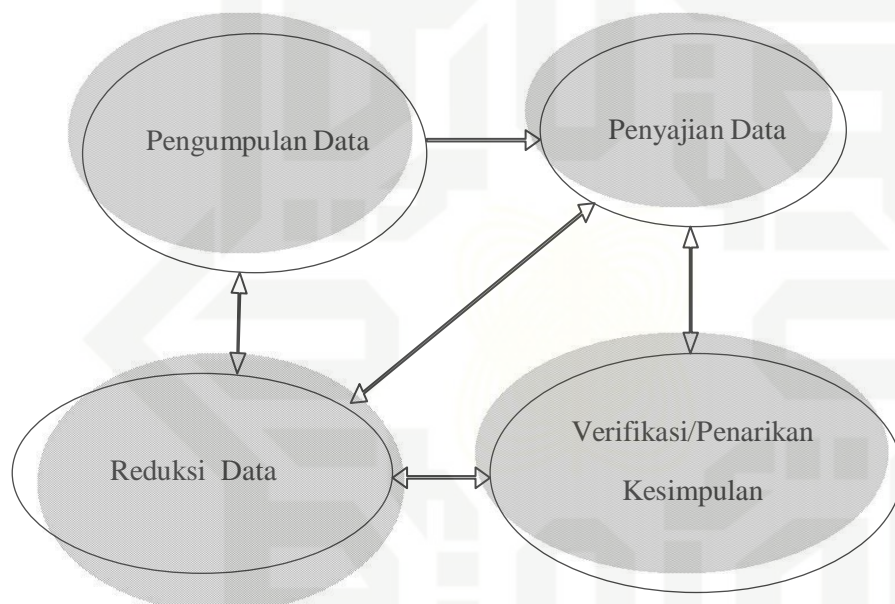 Pengumpulan Data
Penyajian Data
Reduksi Data
Verifikasi/Penarikan
Kesimpulan